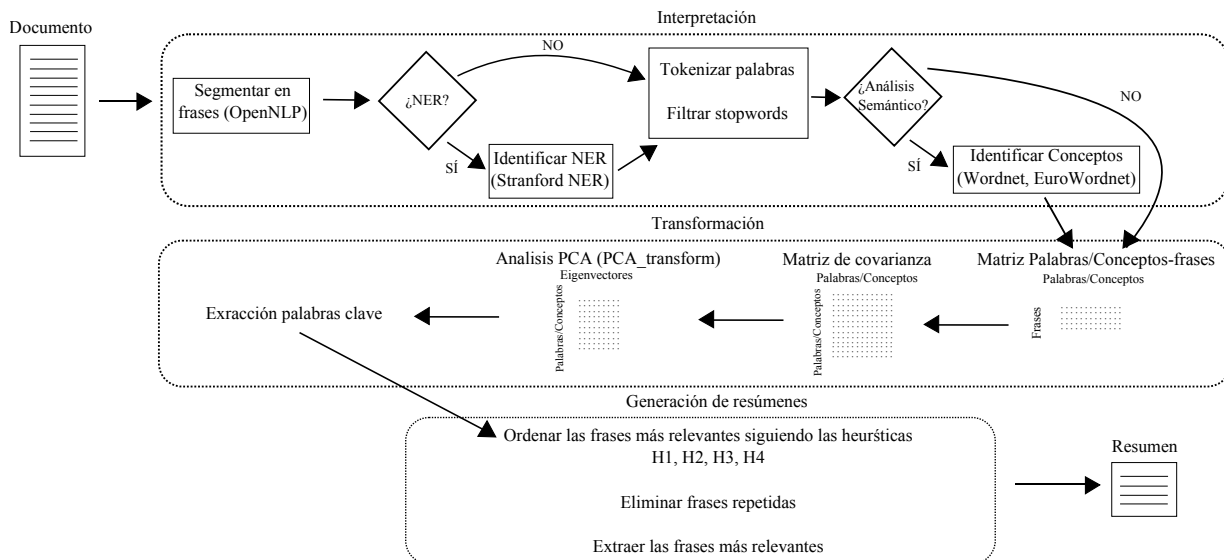 Interpretación
Documento
NO
Segmentar en
frases (OpenNLP)
¿NER?
Tokenizar palabras
Filtrar stopwords
¿Análisis
Semántico?
NO
SÍ
Identificar NER
(Stranford NER)
SÍ
Identificar Conceptos
(Wordnet, EuroWordnet)
Transformación
Analisis PCA (PCA_transform)
Eigenvectores
Palabras/Conceptos
Matriz de covarianza
Palabras/Conceptos
Palabras/Conceptos
Matriz Palabras/Conceptos-frases
Palabras/Conceptos
Frases
Exracción palabras clave
Generación de resúmenes
Ordenar las frases más relevantes siguiendo las heurśticas
H1, H2, H3, H4
Eliminar frases repetidas
Extraer las frases más relevantes
Resumen